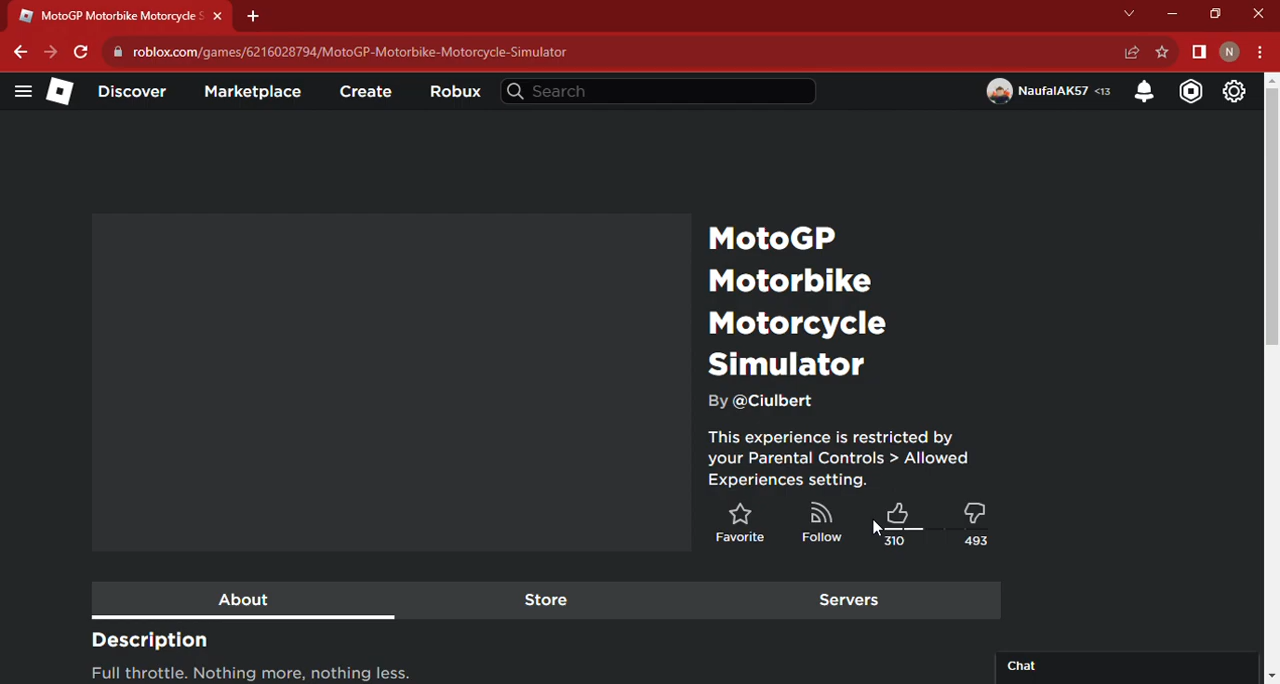 MotoGP Motorbike Motorcycle S
roblox.com/games/6216028794/MotoGP-Motorbike-Motorcycle-Simulator
N
Discover
Marketplace
Create
Robux
Search
NaufalAK57 <13
MotoGP
Motorbike
Motorcycle
Simulator
By @Ciulbert
This experience is restricted by
your Parental Controls > Allowed
Experiences setting.
Favorite
Follow
310
493
About
Store
Servers
Description
Full throttle. Nothing more, nothing less.
Chat